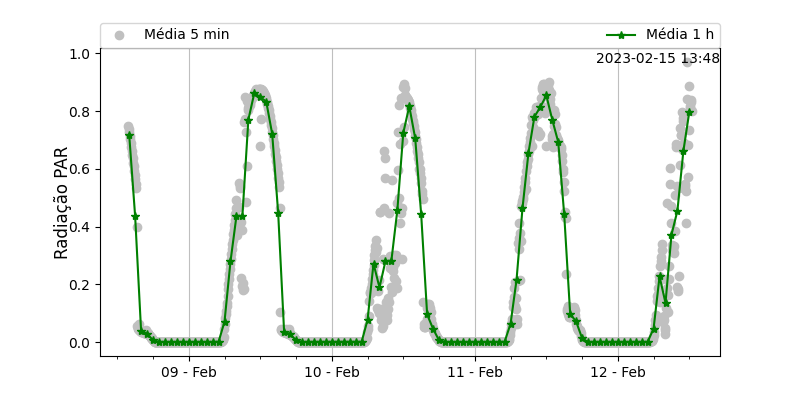 Média 5 min
Média 1 h
2023-02-15 13:48
1.0
0.8
0.6
0.4
0.2
0.0
Radiação PAR
09 - Feb
10 - Feb
11 - Feb
12 - Feb